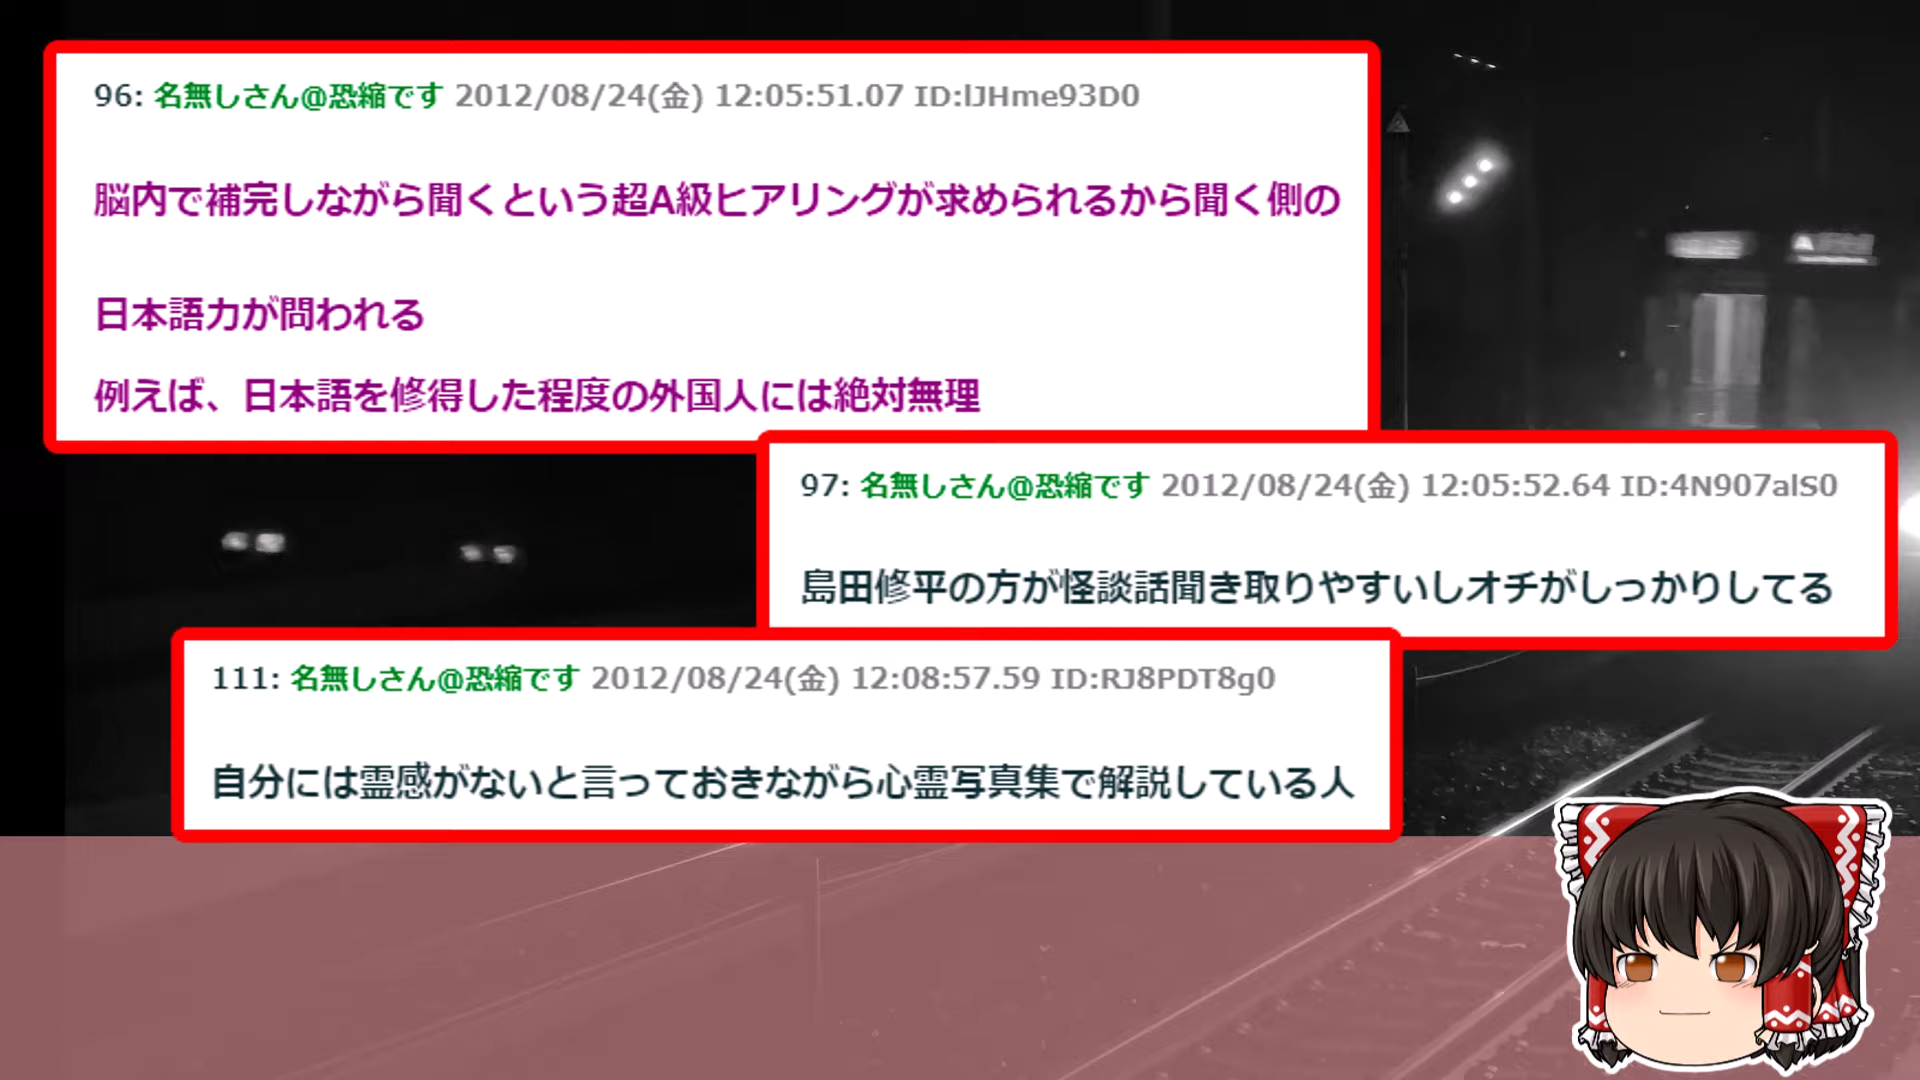 96: 名無しさん@恐縮です 2012/08/24(金) 12:05:51.07 ID:lJHme93D0
脳内で補完しながら聞くという超A級ヒアリングが求められるから聞く側の
日本語力が問われる
例えば、日本語を修得した程度の外国人には絶対無理
97: 名無しさん@恐縮です 2012/08/24(金) 12:05:52.64 ID:4N907alS0
島田修平の方が怪談話聞き取りやすいしオチがしっかりしてる
111: 名無しさん@恐縮です 2012/08/24(金) 12:08:57.59 ID:RJ8PDT8g0
自分には霊感がないと言っておきながら心霊写真集で解説している人